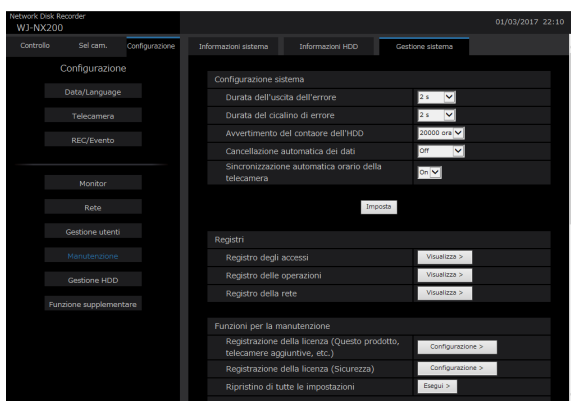 Network Disk Recorder
WJ-NX200
01/03/2017 22:10
Controllo
Sel cam.
Configurazione
Informazioni sistema
Informazioni HDD
Gestione sistema
Configurazione
Data/Language
Telecamera
REC/Evento
Monitor
Rete
Gestione utenti
Manutenzione
Gestione HDD
Funzione supplementare
Configurazione sistema
Durata dell'uscita dell'errore
2 s
Durata del cicalino di errore
2 s
Avvertimento del contaore dell'HDD
20000 ora
Cancellazione automatica dei dati
Off
Sincronizzazione automatica orario della
telecamera
On
Imposta
Registri
Registro degli accessi
Visualizza >
Registro delle operazioni
Visualizza >
Registro della rete
Visualizza >
Funzioni per la manutenzione
Registrazione della licenza (Questo prodotto,
telecamere aggiuntive, etc.)
Configurazione >
Registrazione della licenza (Sicurezza)
Configurazione >
Ripristino di tutte le impostazioni
Esegui >